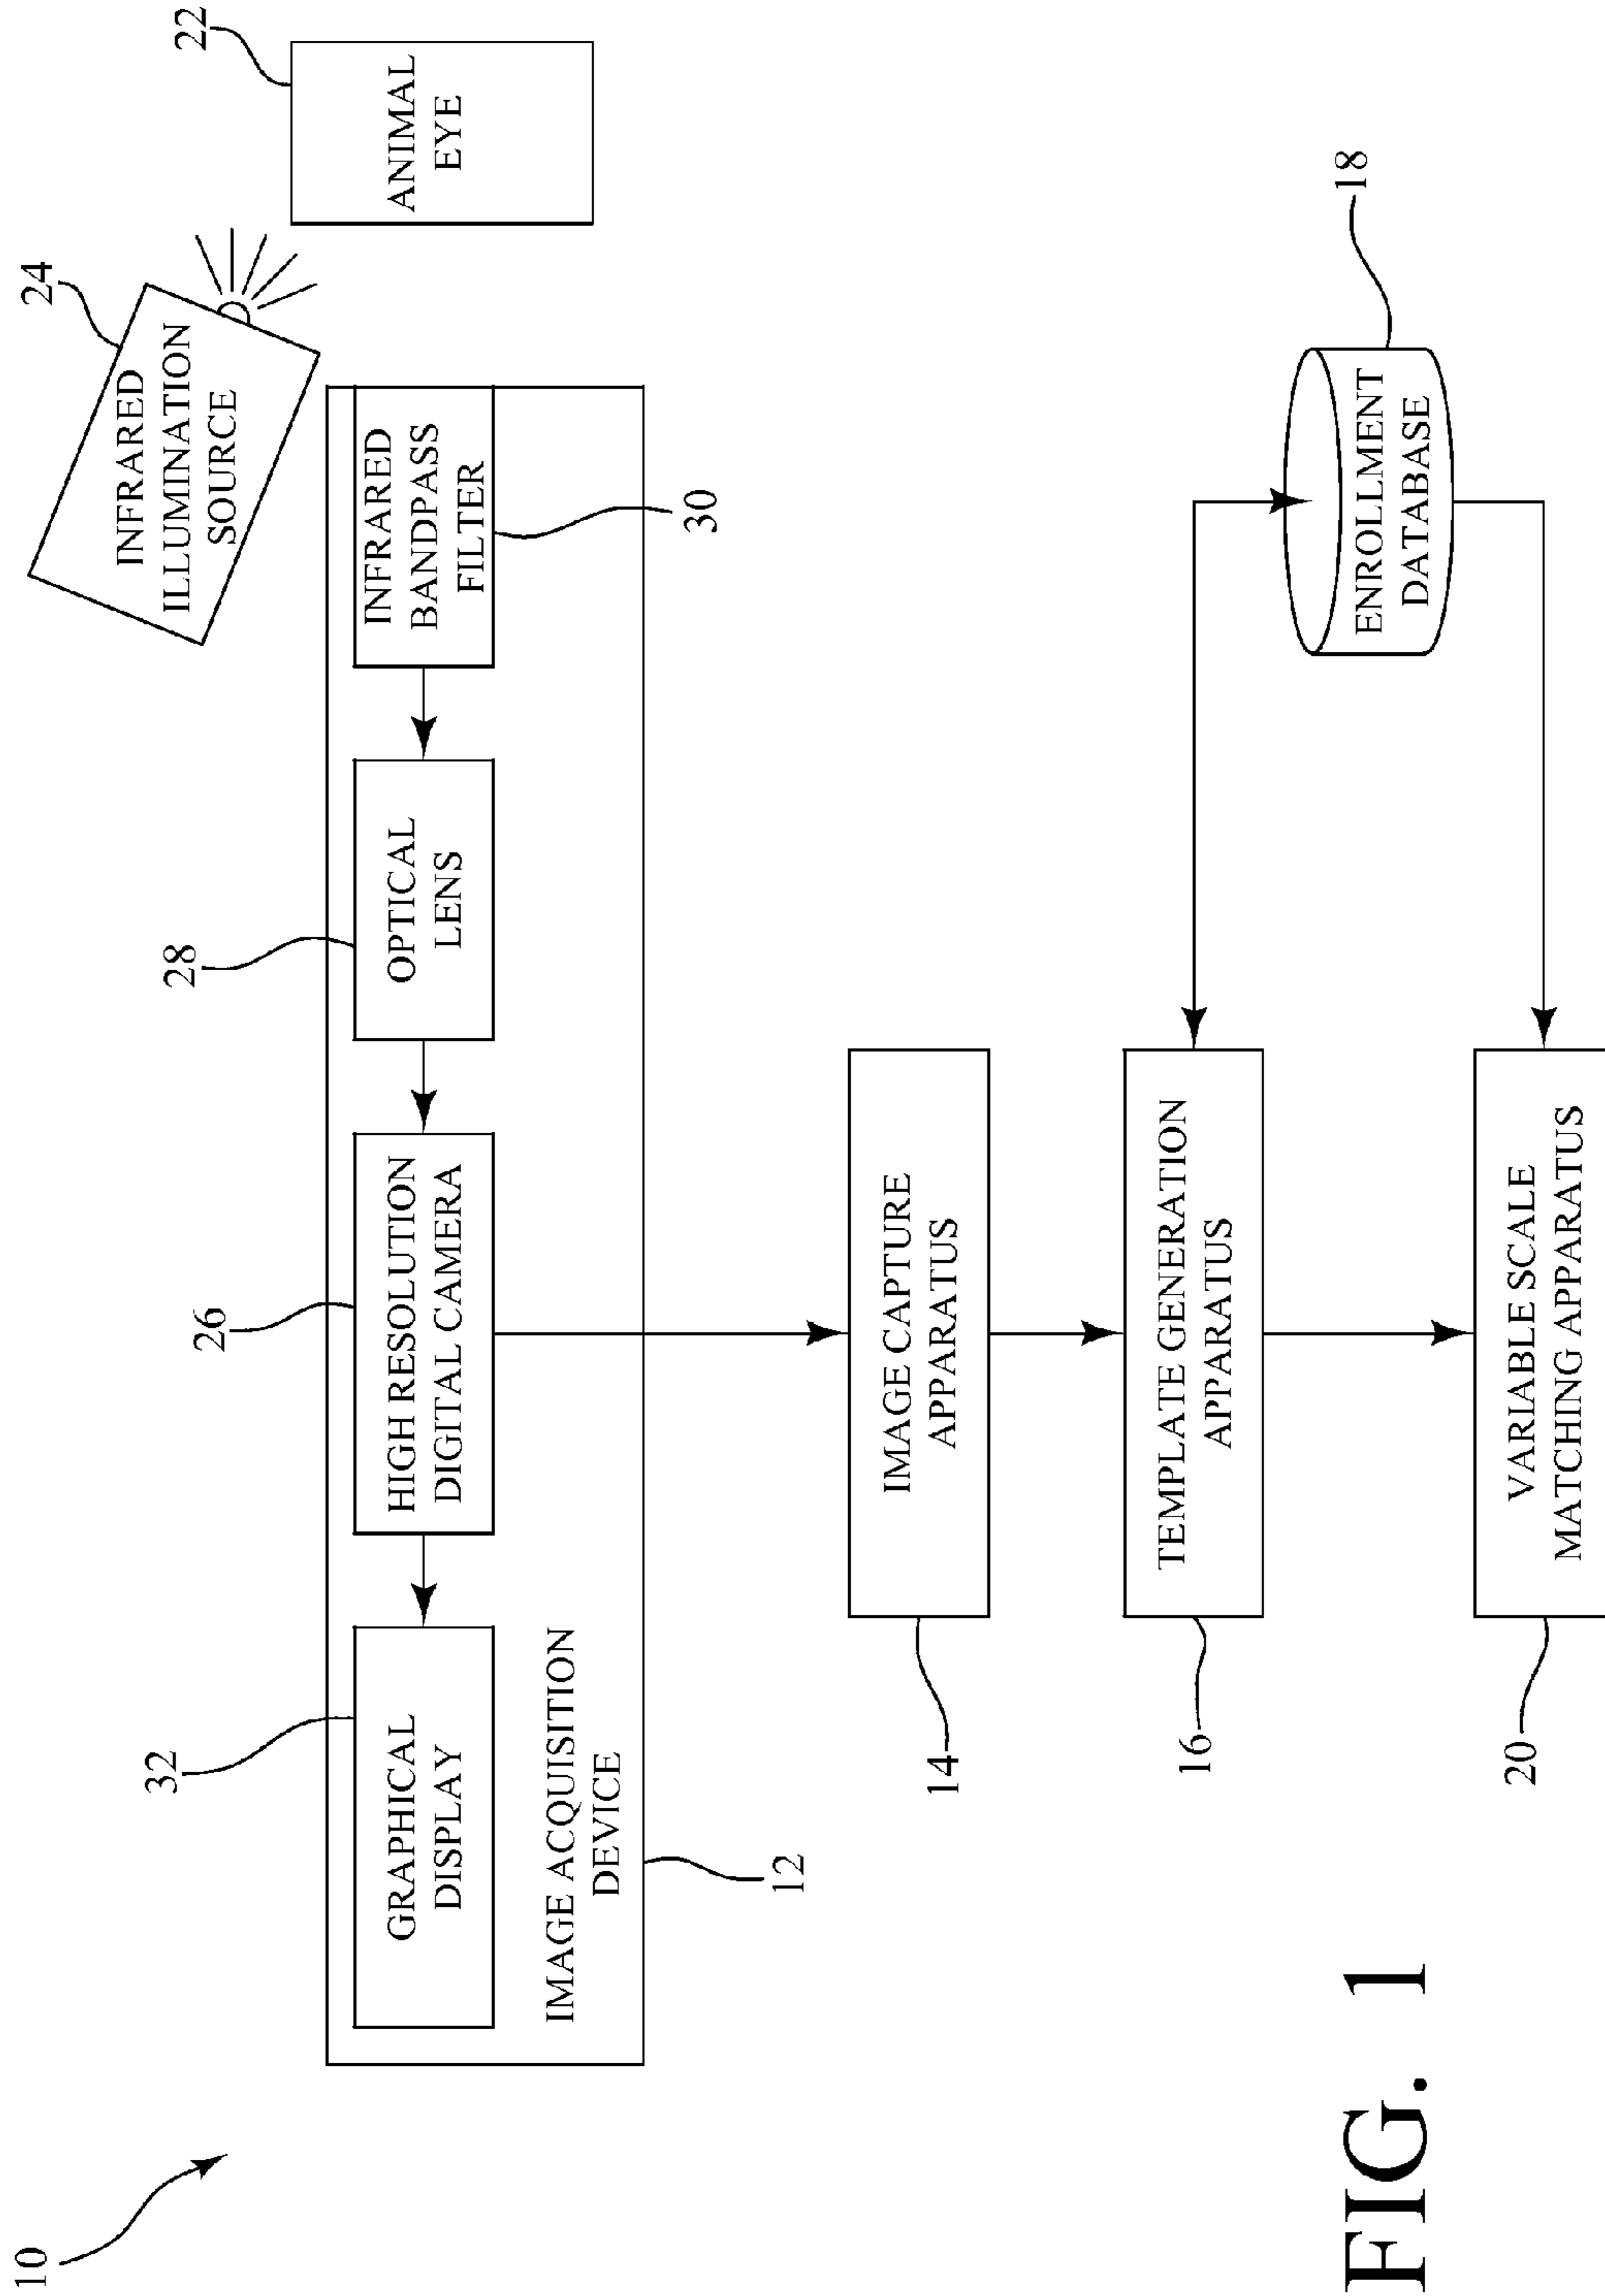 10
22
24
ANIMAL
EYE
INFRARED
ILLUMINATION
SOURCE
32
26
28
GRAPHICAL
DISPLAY
HIGH RESOLUTION
DIGITAL CAMERA
OPTICAL
LENS
INFRARED
BANDPASS
FILTER
30
IMAGE ACQUISITION
DEVICE
12
14
IMAGE CAPTURE
APPARATUS
16
TEMPLATE GENERATION
APPARATUS
18
ENROLLMENT
DATABASE
20
VARIABLE SCALE
MATCHING APPARATUS
FIG. 1